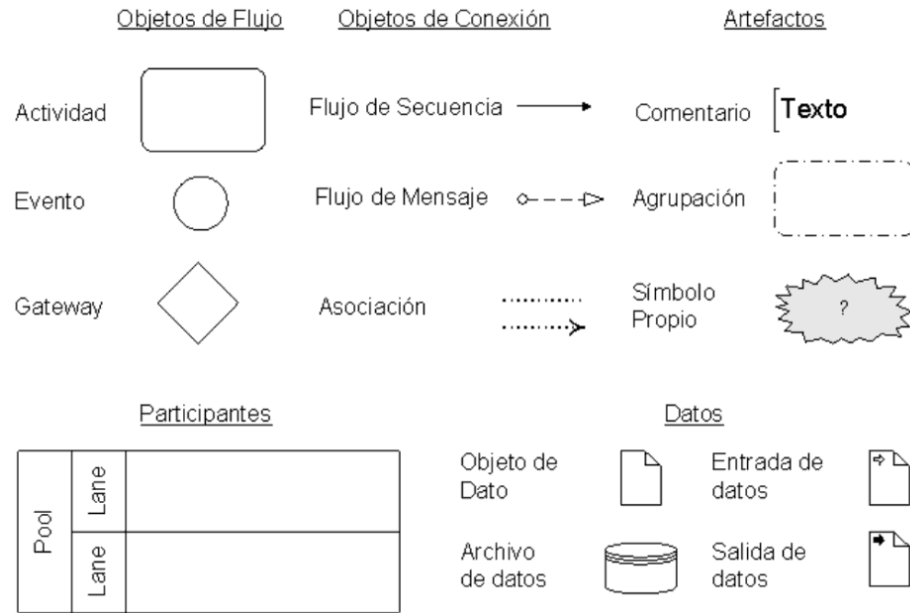 Objetos de Flujo
Objetos de Conexión
Artefactos
Actividad
Flujo de Secuencia
Comentario
Texto
Evento
Flujo de Mensaje
Agrupación
Gateway
Asociación
Símbolo
Propio
?
Participantes
Datos
Pool
Lane
Lane
Objeto de
Dato
Entrada de
datos
Archivo
de datos
Salida de
datos